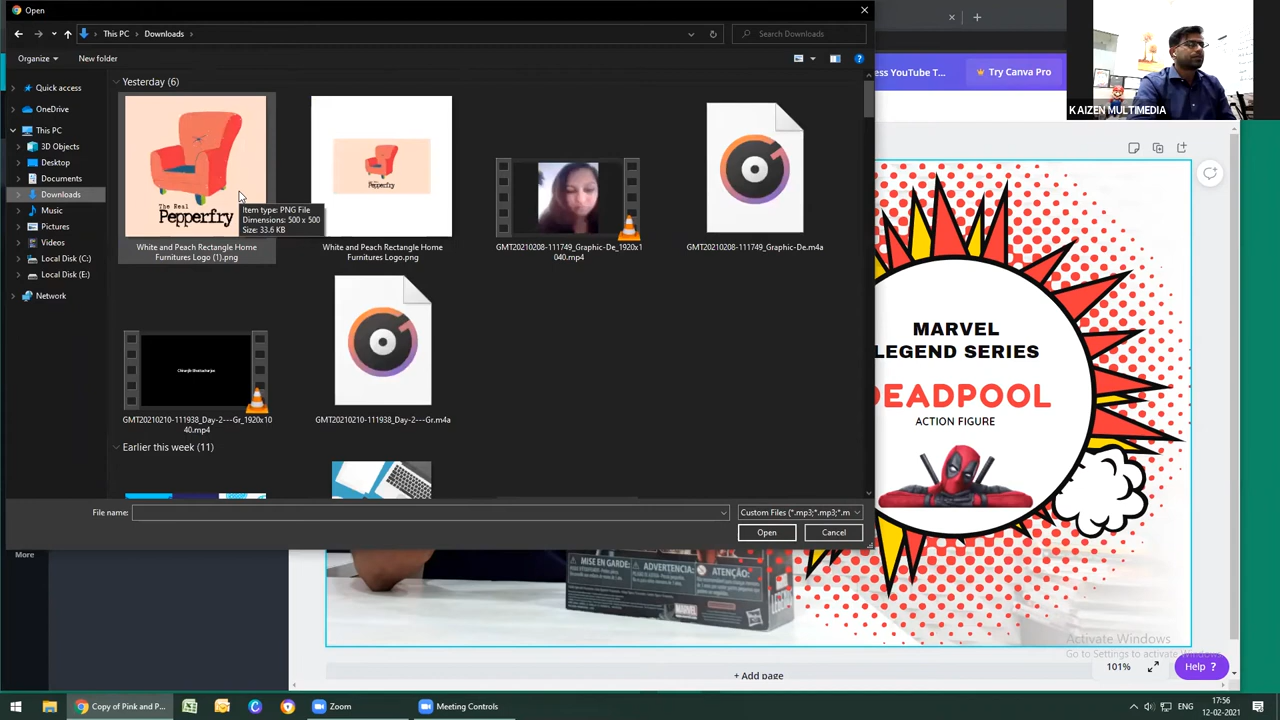 Open
This PC
Downloads
Search Downloads
Organize
New folder
ess YouTube T...
Try Canva Pro
KAIZEN MULTIMEDIA
Quick access
OneDrive
This PC
3D Objects
Desktop
Documents
Downloads
Music
Pictures
Videos
Local Disk (C:)
Local Disk (E:)
Network
More
Yesterday (6)
The Real
Pepperfry
Item type: PNG File
Dimensions: 500 x 500
Size: 33.6 KB
White and Peach Rectangle Home
Furnitures Logo (1).png
Pepperfry
White and Peach Rectangle Home
Furnitures Logo.png
GMT20210208-111749_Graphic-De_1920x1
040.mp4
GMT20210208-111749_Graphic-De.m4a
GMT20210210-111938_Day-2---Gr_1920x10
40.mp4
GMT20210210-111938_Day-2---Gr.m4a
Earlier this week (11)
File name:
Custom Files (*.mp3;*.mp3;*.m
Open
Cancel
MARVEL
LEGEND SERIES
DEADPOOL
ACTION FIGURE
MISE EN GARDE:
ADVERTENCIA:
ATENÇÃO:
MARVEL
Activate Windows
Go to Settings to activate Windows.
101%
Help ?
+ Add page
Copy of Pink and P...
Zoom
Meeting Controls
ENG
17:56
12-02-2021